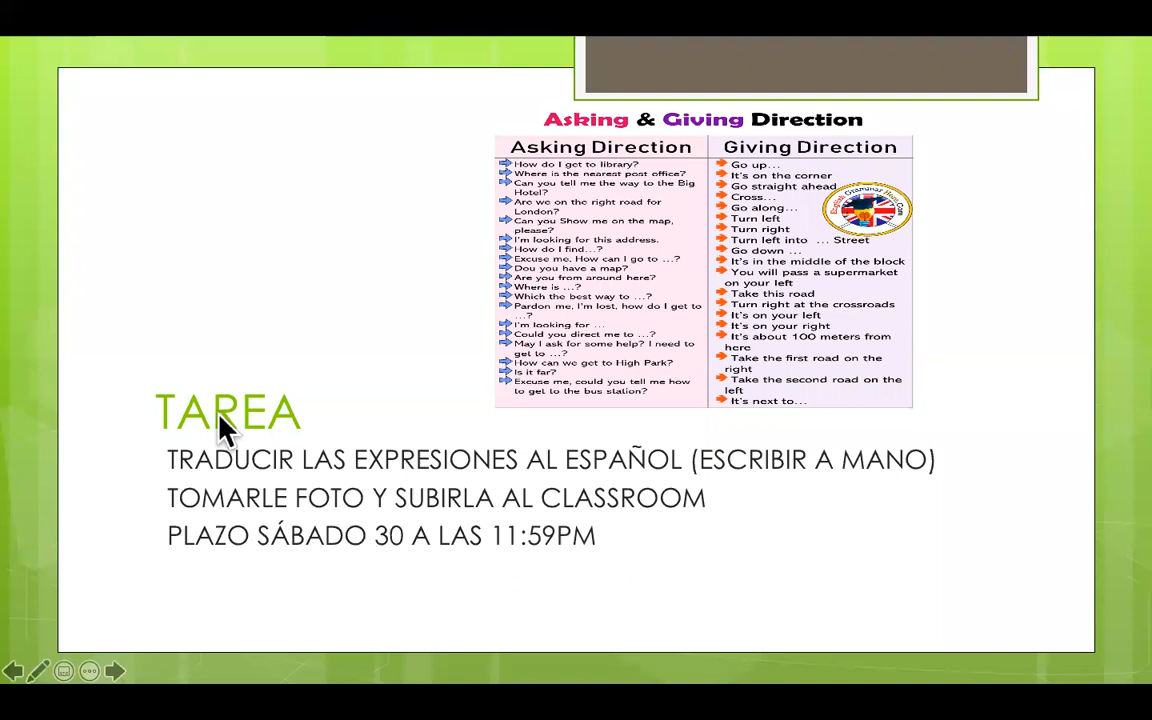 Asking & Giving Direction
Asking Direction
How do I get to library?
Where is the nearest post office?
Can you tell me the way to the Big
Hotel?
Are we on the right road for
London?
Can you Show me on the map,
please?
I'm looking for this address.
How do I find...?
Excuse me, How can I go to ...?
Dou you have a map?
Are you from around here?
Where is ...?
Which the best way to ...?
Pardon me, I'm lost, how do I get to
...?
I'm looking for ...
Could you direct me to ...?
May I ask for some help? I need to
get to ...?
How can we get to High Park?
Is it far?
Excuse me, could you tell me how
to get to the bus station?
Giving Direction
Go up...
It's on the corner
Go straight ahead
Cross...
Go along...
Turn left
Turn right
Turn left into ... Street
Go down ...
It's in the middle of the block
You will pass a supermarket
on your left
Take this road
Turn right at the crossroads
It's on your left
It's on your right
It's about 100 meters from
here
Take the first road on the
right
Take the second road on the
left
It's next to...
English Grammar Here.Com
TAREA
TRADUCIR LAS EXPRESIONES AL ESPAÑOL (ESCRIBIR A MANO)
TOMARLE FOTO Y SUBIRLA AL CLASSROOM
PLAZO SÁBADO 30 A LAS 11:59PM